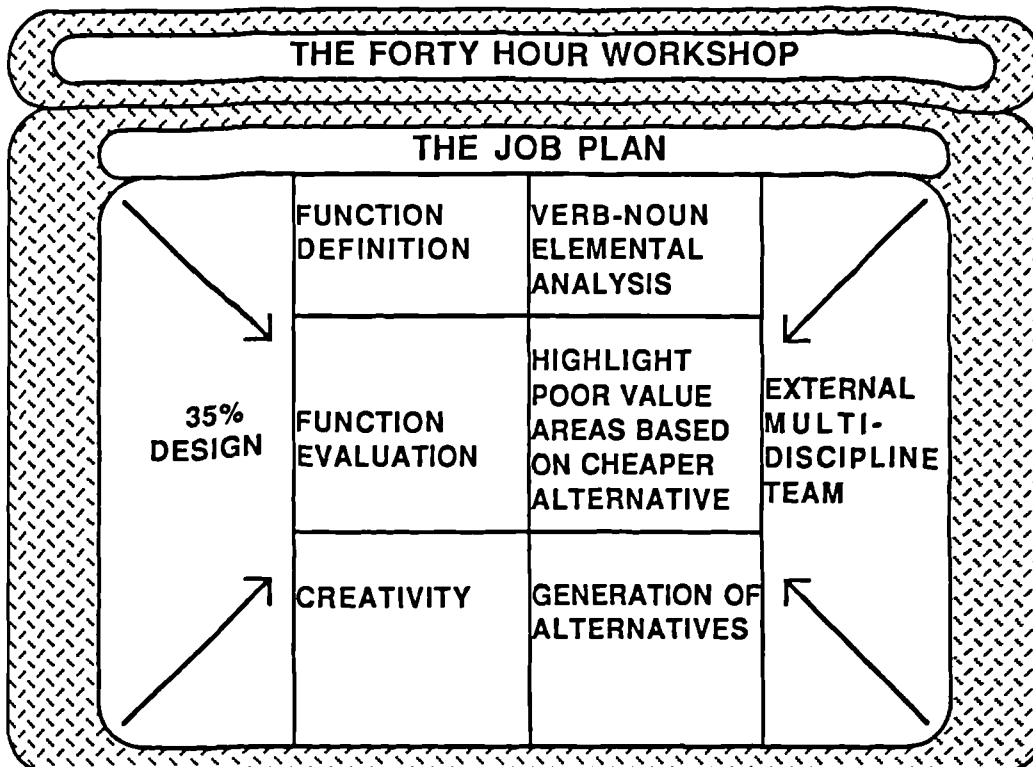 THE FORTY HOUR WORKSHOP
THE JOB PLAN
FUNCTION
DEFINITION
VERB-NOUN
ELEMENTAL
ANALYSIS
35%
DESIGN
FUNCTION
EVALUATION
HIGHLIGHT
POOR VALUE
AREAS BASED
ON CHEAPER
ALTERNATIVE
EXTERNAL
MULTI-
DISCIPLINE
TEAM
CREATIVITY
GENERATION OF
ALTERNATIVES